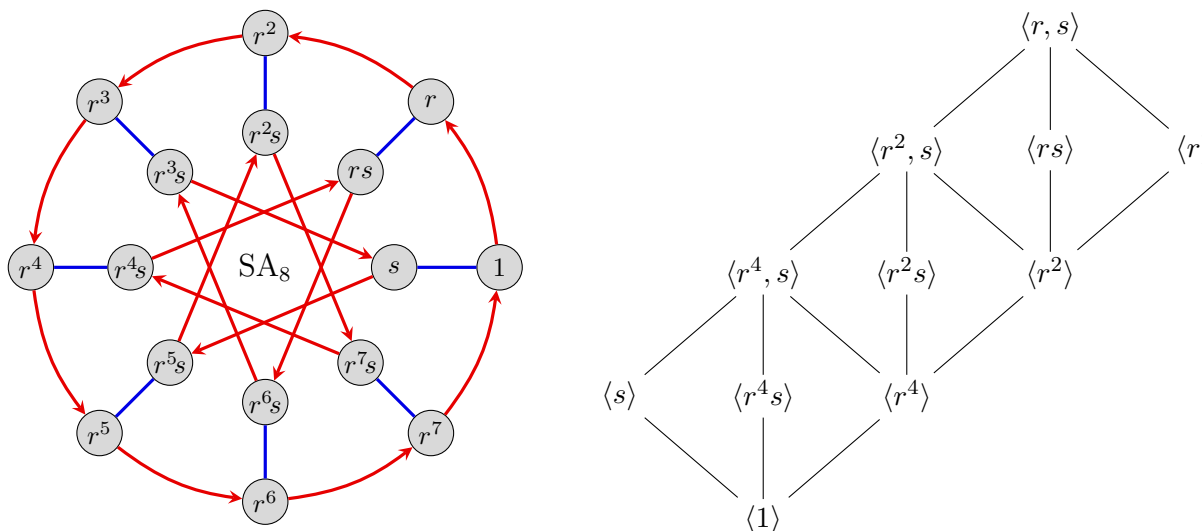 r²
r³
r
r²s
r³s
rs
r⁴
r⁴s
SA₈
s
1
r⁵s
r⁷s
r⁶s
r⁵
r⁷
r⁶
⟨r, s⟩
⟨r², s⟩
⟨rs⟩
⟨r
⟨r⁴, s⟩
⟨r²s⟩
⟨r²⟩
⟨s⟩
⟨r⁴s⟩
⟨r⁴⟩
⟨1⟩